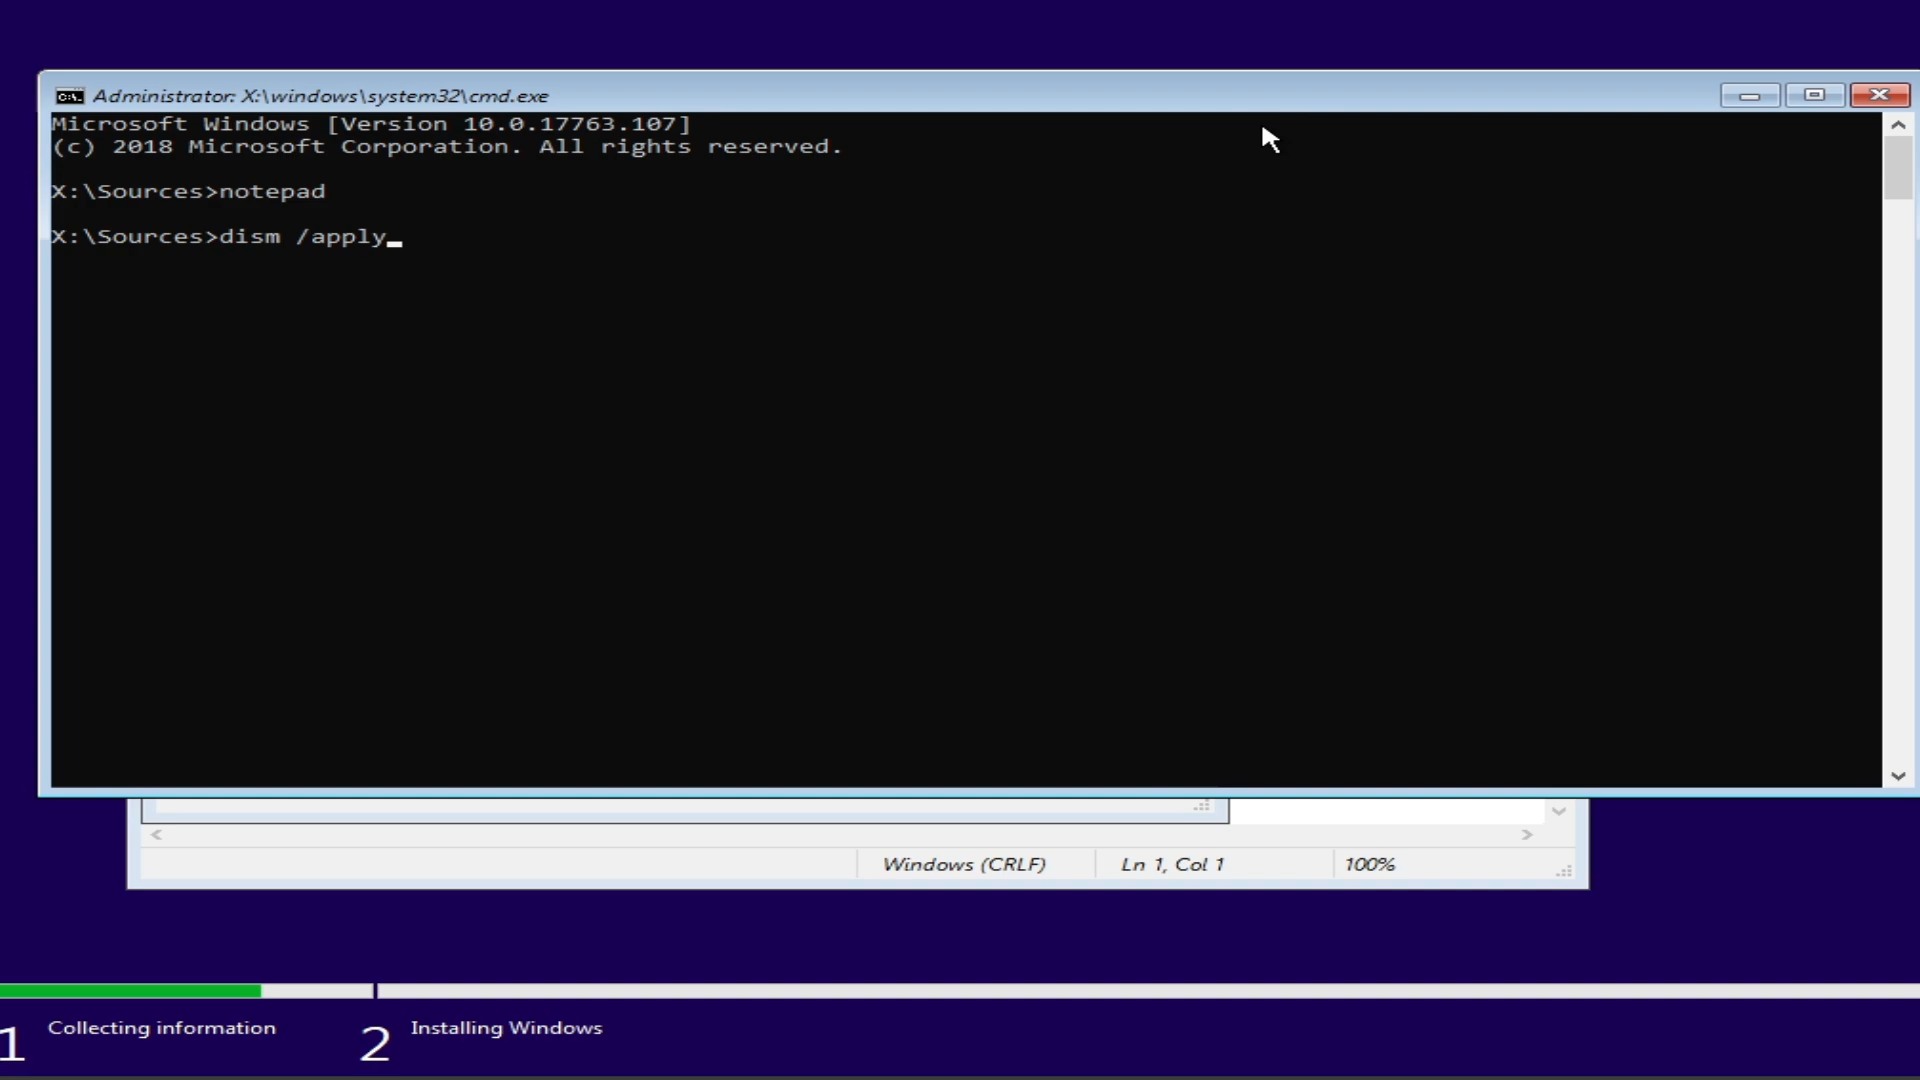 Administrator: X:\windows\system32\cmd.exe
Microsoft Windows [Version 10.0.17763.107]
(c) 2018 Microsoft Corporation. All rights reserved.
X:\Sources>notepad
X:\Sources>dism /apply
Windows (CRLF)
Ln 1, Col 1
100%
1 Collecting information
2 Installing Windows